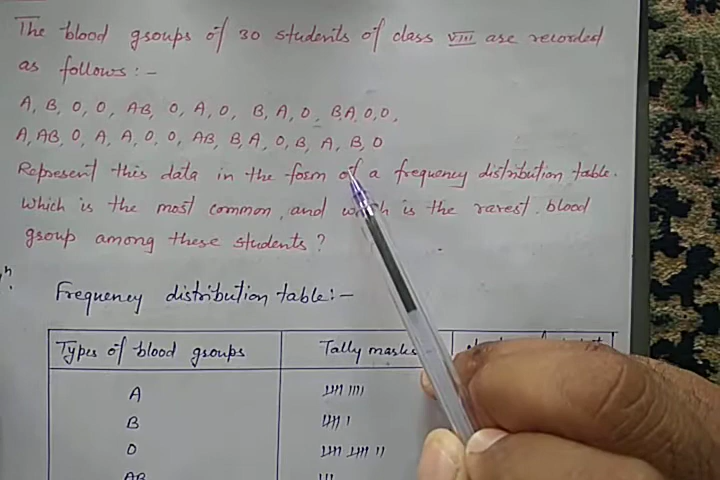 The blood groups of 30 students of class VIII are recorded
as follows:-
A, B, O, O, AB, O, A, O, B, A, O, B A, O, O,
A, AB, O, A, A, O, O, AB, B, A, O, B, A, B, O
Represent this data in the form of a frequency distribution table.
Which is the most common, and which is the rarest blood
group among these students?
Frequency distribution table:-
Types of blood groups Tally marks
A
B
O
AB